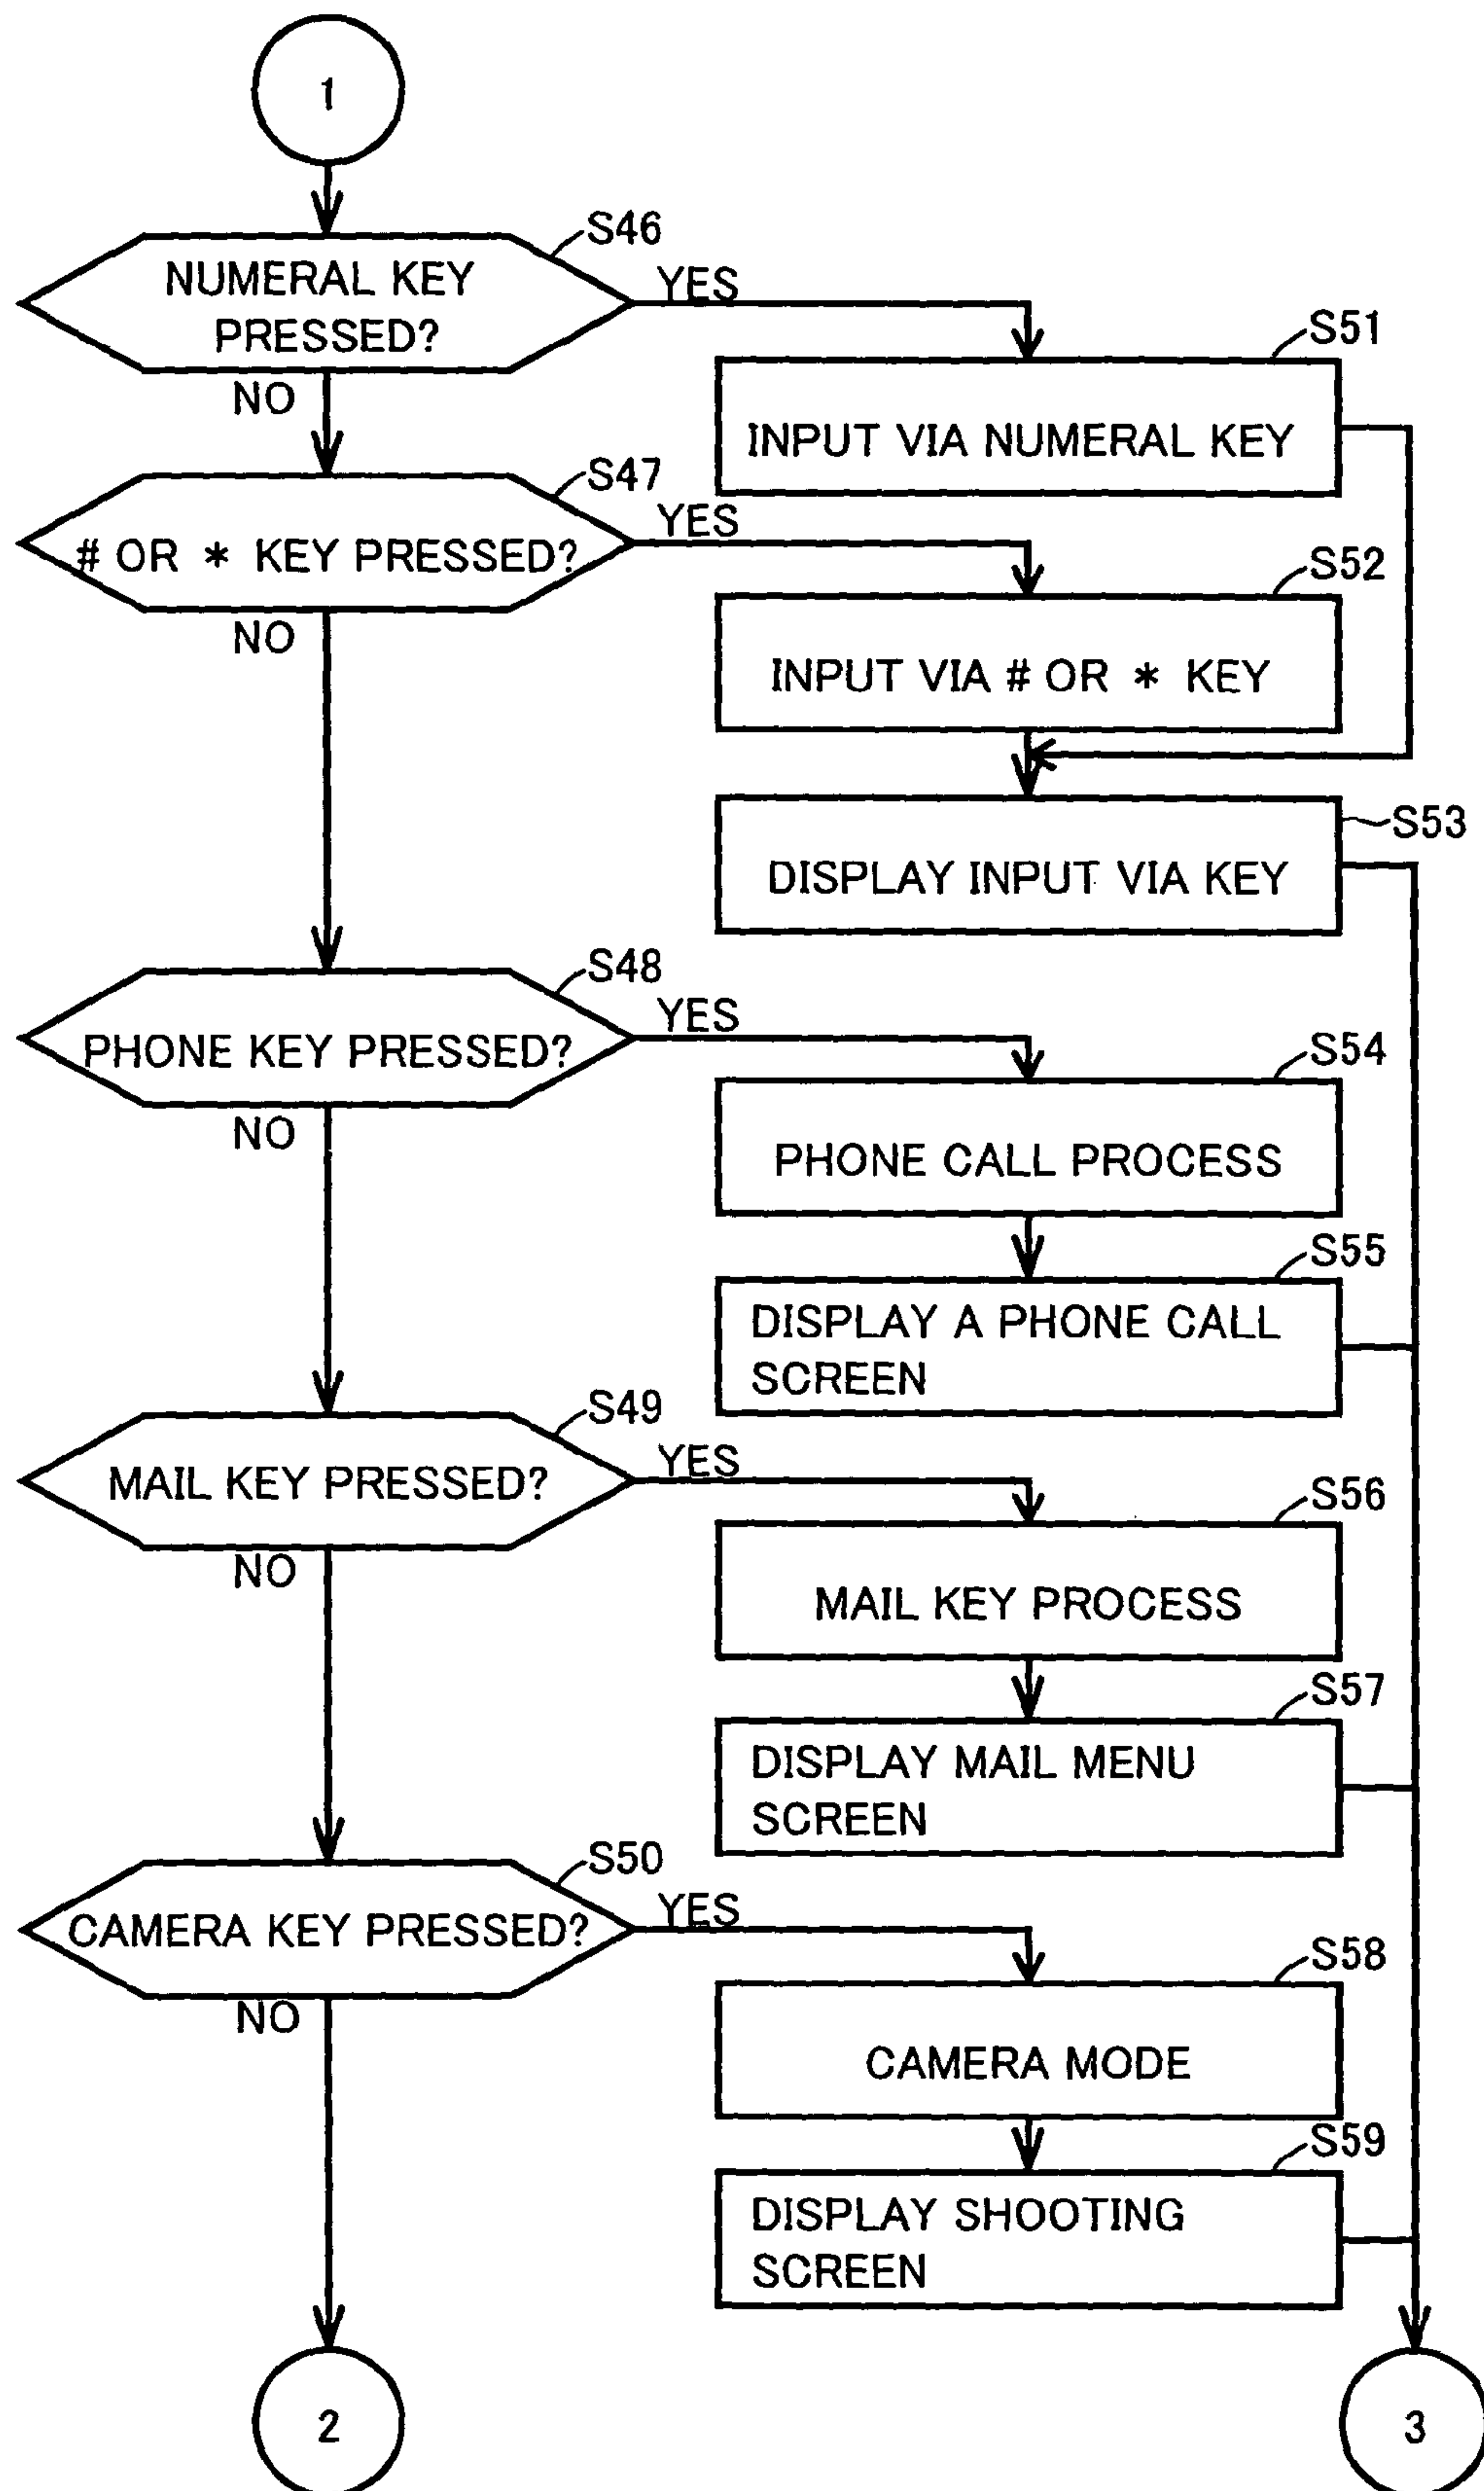 1
S46
NUMERAL KEY
PRESSED?
YES
NO
S51
INPUT VIA NUMERAL KEY
S47
# OR * KEY PRESSED?
YES
NO
S52
INPUT VIA # OR * KEY
S53
DISPLAY INPUT VIA KEY
S48
PHONE KEY PRESSED?
YES
NO
S54
PHONE CALL PROCESS
S55
DISPLAY A PHONE CALL
SCREEN
S49
MAIL KEY PRESSED?
YES
NO
S56
MAIL KEY PROCESS
S57
DISPLAY MAIL MENU
SCREEN
S50
CAMERA KEY PRESSED?
YES
NO
S58
CAMERA MODE
S59
DISPLAY SHOOTING
SCREEN
2
3